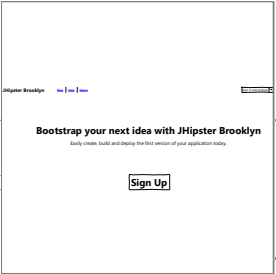 JHipster Brooklyn
Bootstrap your next idea with JHipster Brooklyn
Easily create, build and deploy the first version of your application today.
Sign Up